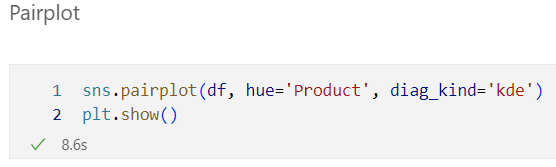 Pairplot
1 sns.pairplot(df, hue='Product', diag_kind='kde')
2 plt.show()
8.6s